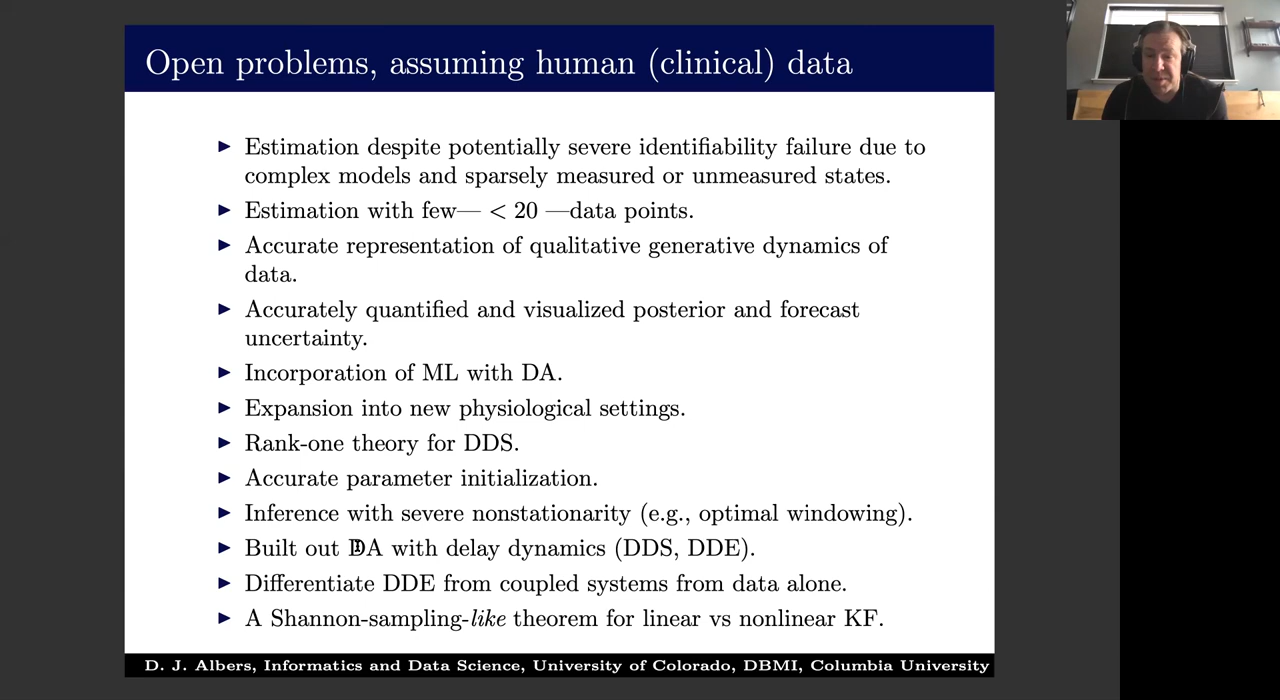 Open problems, assuming human (clinical) data
► Estimation despite potentially severe identifiability failure due to
complex models and sparsely measured or unmeasured states.
► Estimation with few— < 20 —data points.
► Accurate representation of qualitative generative dynamics of
data.
► Accurately quantified and visualized posterior and forecast
uncertainty.
► Incorporation of ML with DA.
► Expansion into new physiological settings.
► Rank-one theory for DDS.
► Accurate parameter initialization.
► Inference with severe nonstationarity (e.g., optimal windowing).
► Built out DA with delay dynamics (DDS, DDE).
► Differentiate DDE from coupled systems from data alone.
► A Shannon-sampling-like theorem for linear vs nonlinear KF.
D. J. Albers, Informatics and Data Science, University of Colorado, DBMI, Columbia University